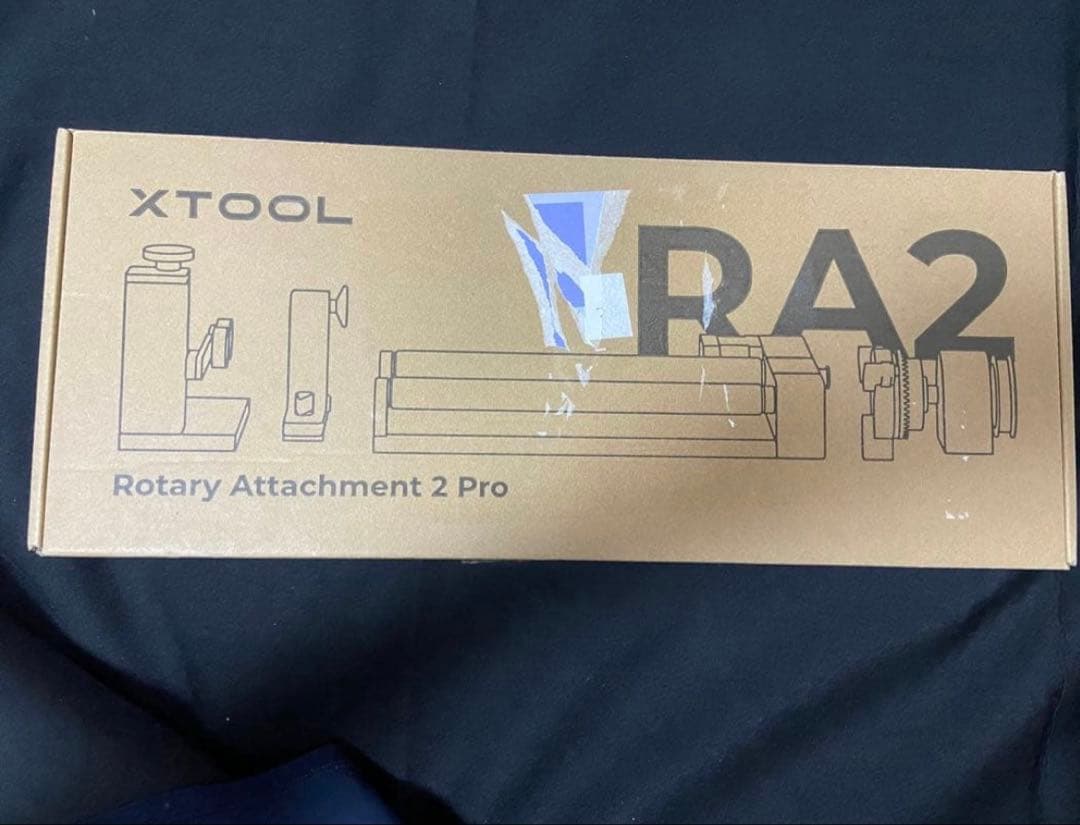 XTOOL
RA2
Rotary Attachment 2 Pro